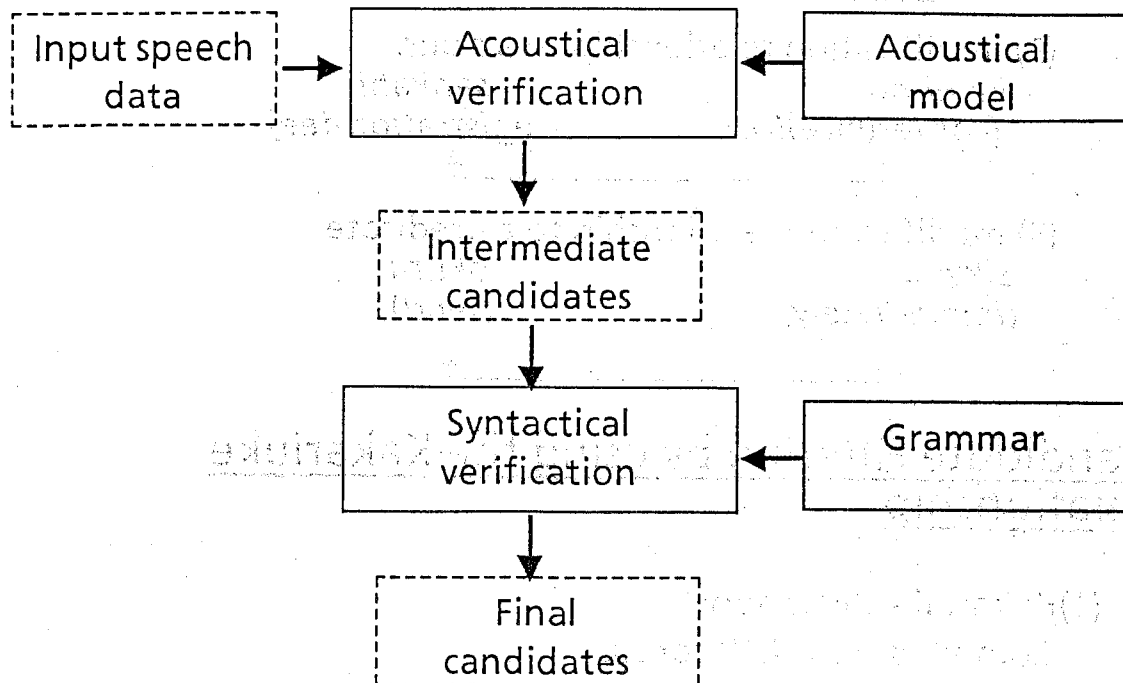 Input speech
data
Acoustical
verification
Acoustical
model
Intermediate
candidates
Syntactical
verification
Grammar
Final
candidates